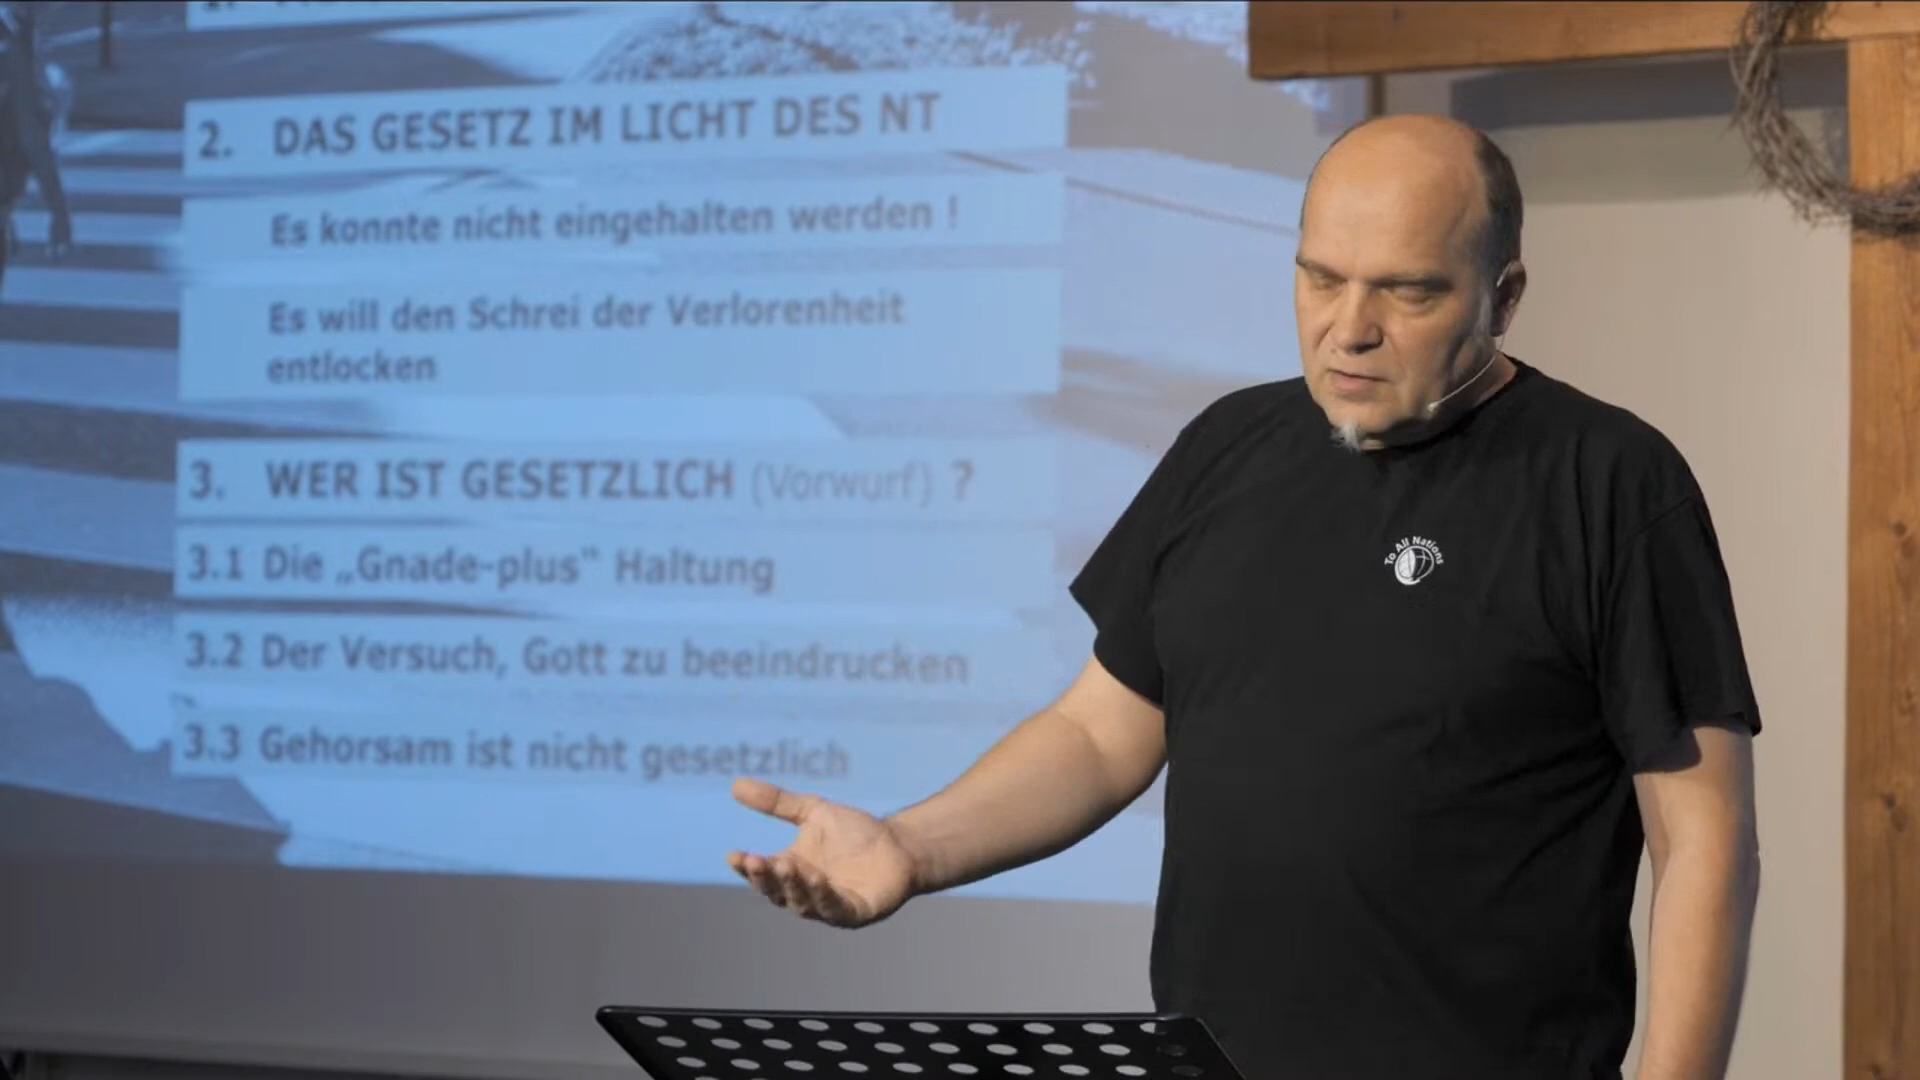 2. DAS GESETZ IM LICHT DES NT
Es konnte nicht eingehalten werden !
Es will den Schrei der Verlorenheit
entlocken
3. WER IST GESETZLICH (Vorwurf) ?
3.1 Die „Gnade-plus“ Haltung
3.2 Der Versuch, Gott zu beeindrucken
3.3 Gehorsam ist nicht gesetzlich
To All Nations